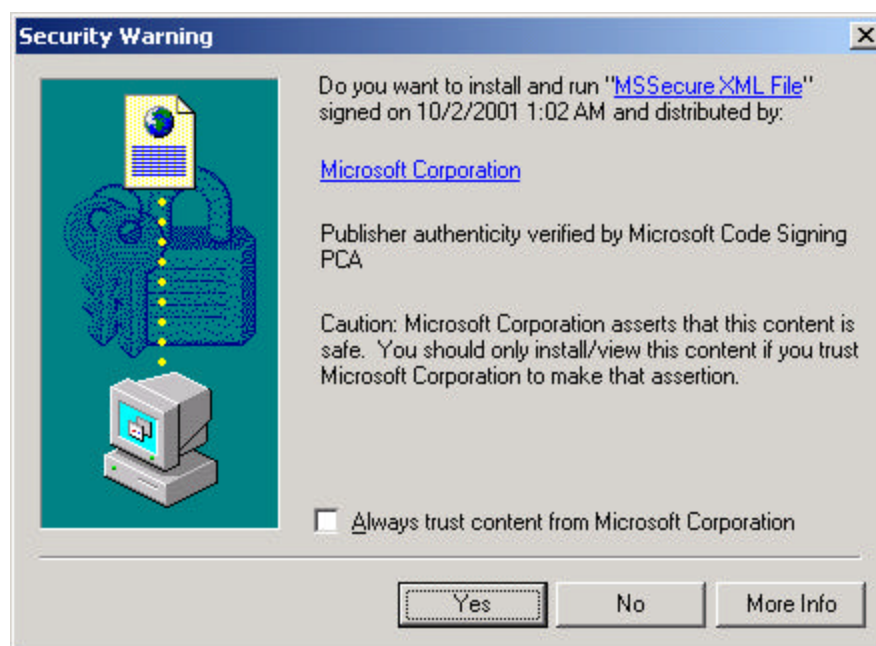 Security Warning
Do you want to install and run "MSSecure XML File"
signed on 10/2/2001 1:02 AM and distributed by:
Microsoft Corporation
Publisher authenticity verified by Microsoft Code Signing
PCA
Caution: Microsoft Corporation asserts that this content is
safe.  You should only install/view this content if you trust
Microsoft Corporation to make that assertion.
Always trust content from Microsoft Corporation
Yes No More Info